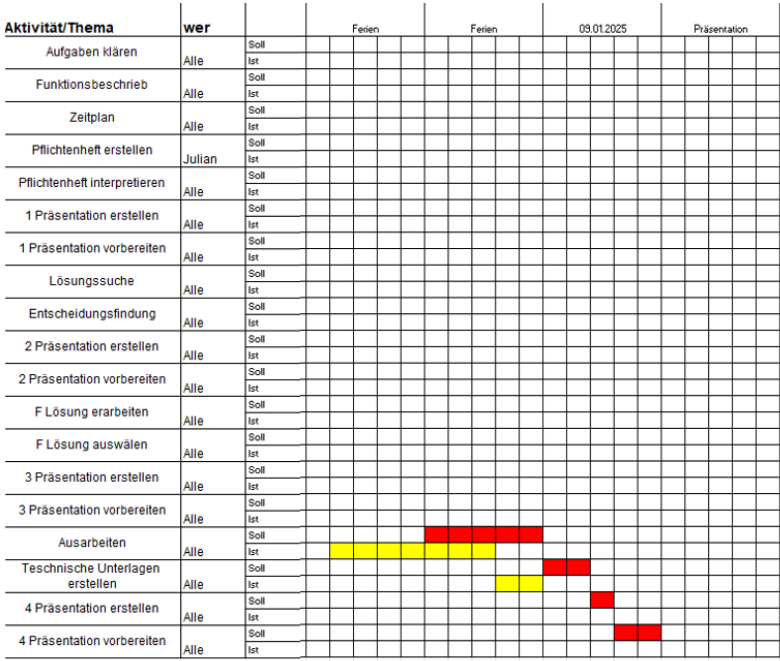 Aktivität/Thema wer Ferien Ferien 09.01.2025 Präsentation
Aufgaben klären Alle Soll
Ist
Funktionsbeschrieb Alle Soll
Ist
Zeitplan Alle Soll
Ist
Pflichtenheft erstellen Julian Soll
Ist
Pflichtenheft interpretieren Alle Soll
Ist
1 Präsentation erstellen Alle Soll
Ist
1 Präsentation vorbereiten Alle Soll
Ist
Lösungssuche Alle Soll
Ist
Entscheidungsfindung Alle Soll
Ist
2 Präsentation erstellen Alle Soll
Ist
2 Präsentation vorbereiten Alle Soll
Ist
F Lösung erarbeiten Alle Soll
Ist
F Lösung auswälen Alle Soll
Ist
3 Präsentation erstellen Alle Soll
Ist
3 Präsentation vorbereiten Alle Soll
Ist
Ausarbeiten Alle Soll
Ist
Teschnische Unterlagen Soll
erstellen Alle Ist
4 Präsentation erstellen Alle Soll
Ist
4 Präsentation vorbereiten Alle Soll
Ist